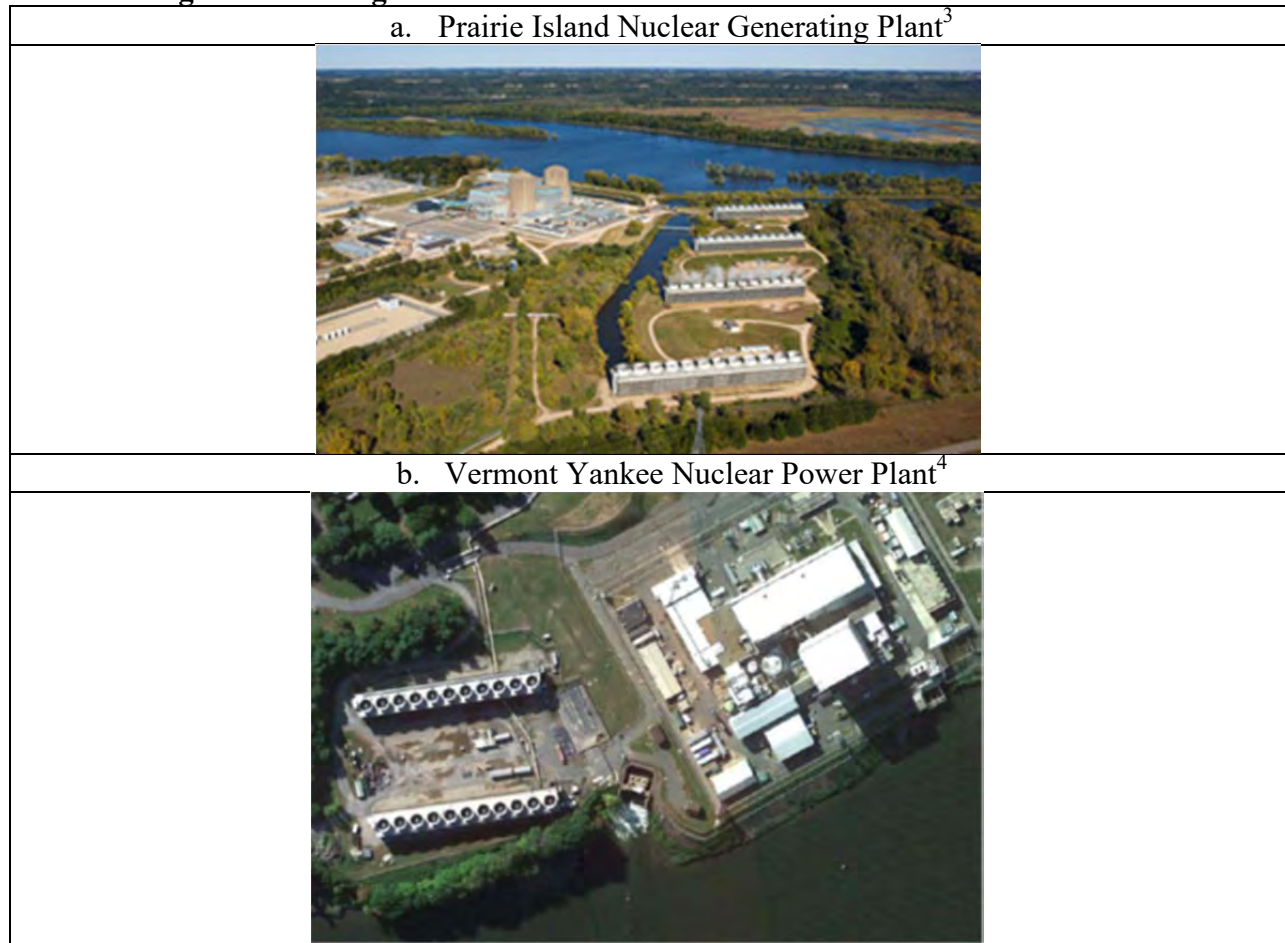 a. Prairie Island Nuclear Generating Plant3
b. Vermont Yankee Nuclear Power Plant4